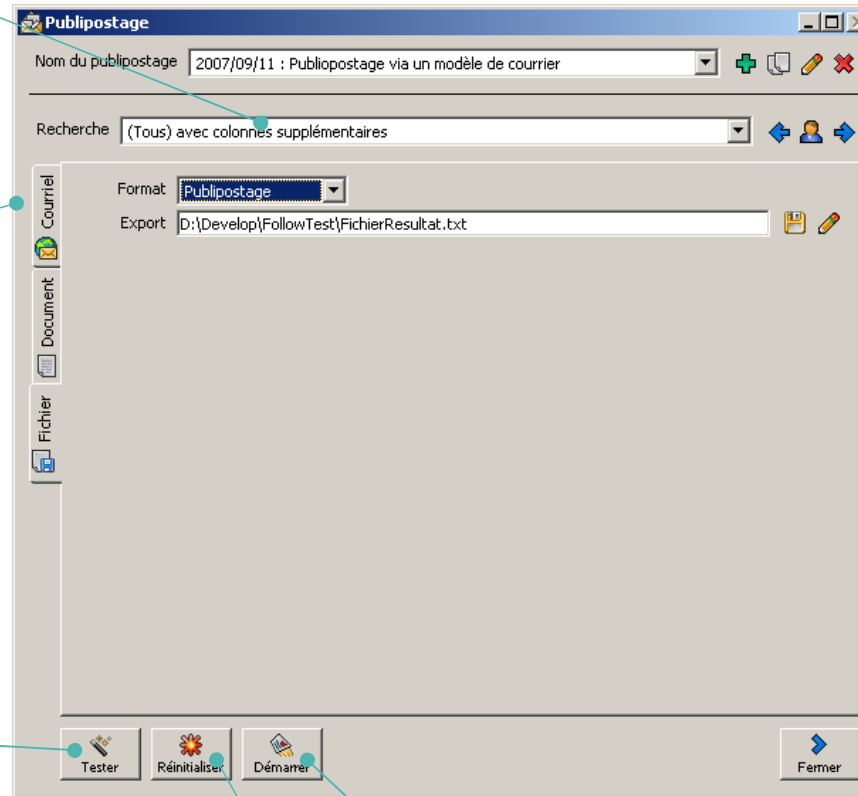 Publipostage
Nom du publipostage 2007/09/11 : Publiopostage via un modèle de courrier
Recherche (Tous) avec colonnes supplémentaires
Courriel
Format Publipostage
Export D:\Develop\FollowTest\FichierResultat.txt
Document
Fichier
Tester Réinitialiser Démarrer Fermer